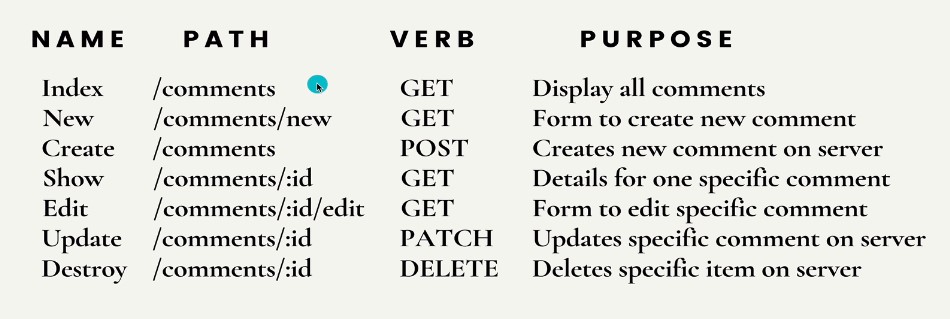 NAME PATH VERB PURPOSE
Index /comments GET Display all comments
New /comments/new GET Form to create new comment
Create /comments POST Creates new comment on server
Show /comments/:id GET Details for one specific comment
Edit /comments/:id/edit GET Form to edit specific comment
Update /comments/:id PATCH Updates specific comment on server
Destroy /comments/:id DELETE Deletes specific item on server